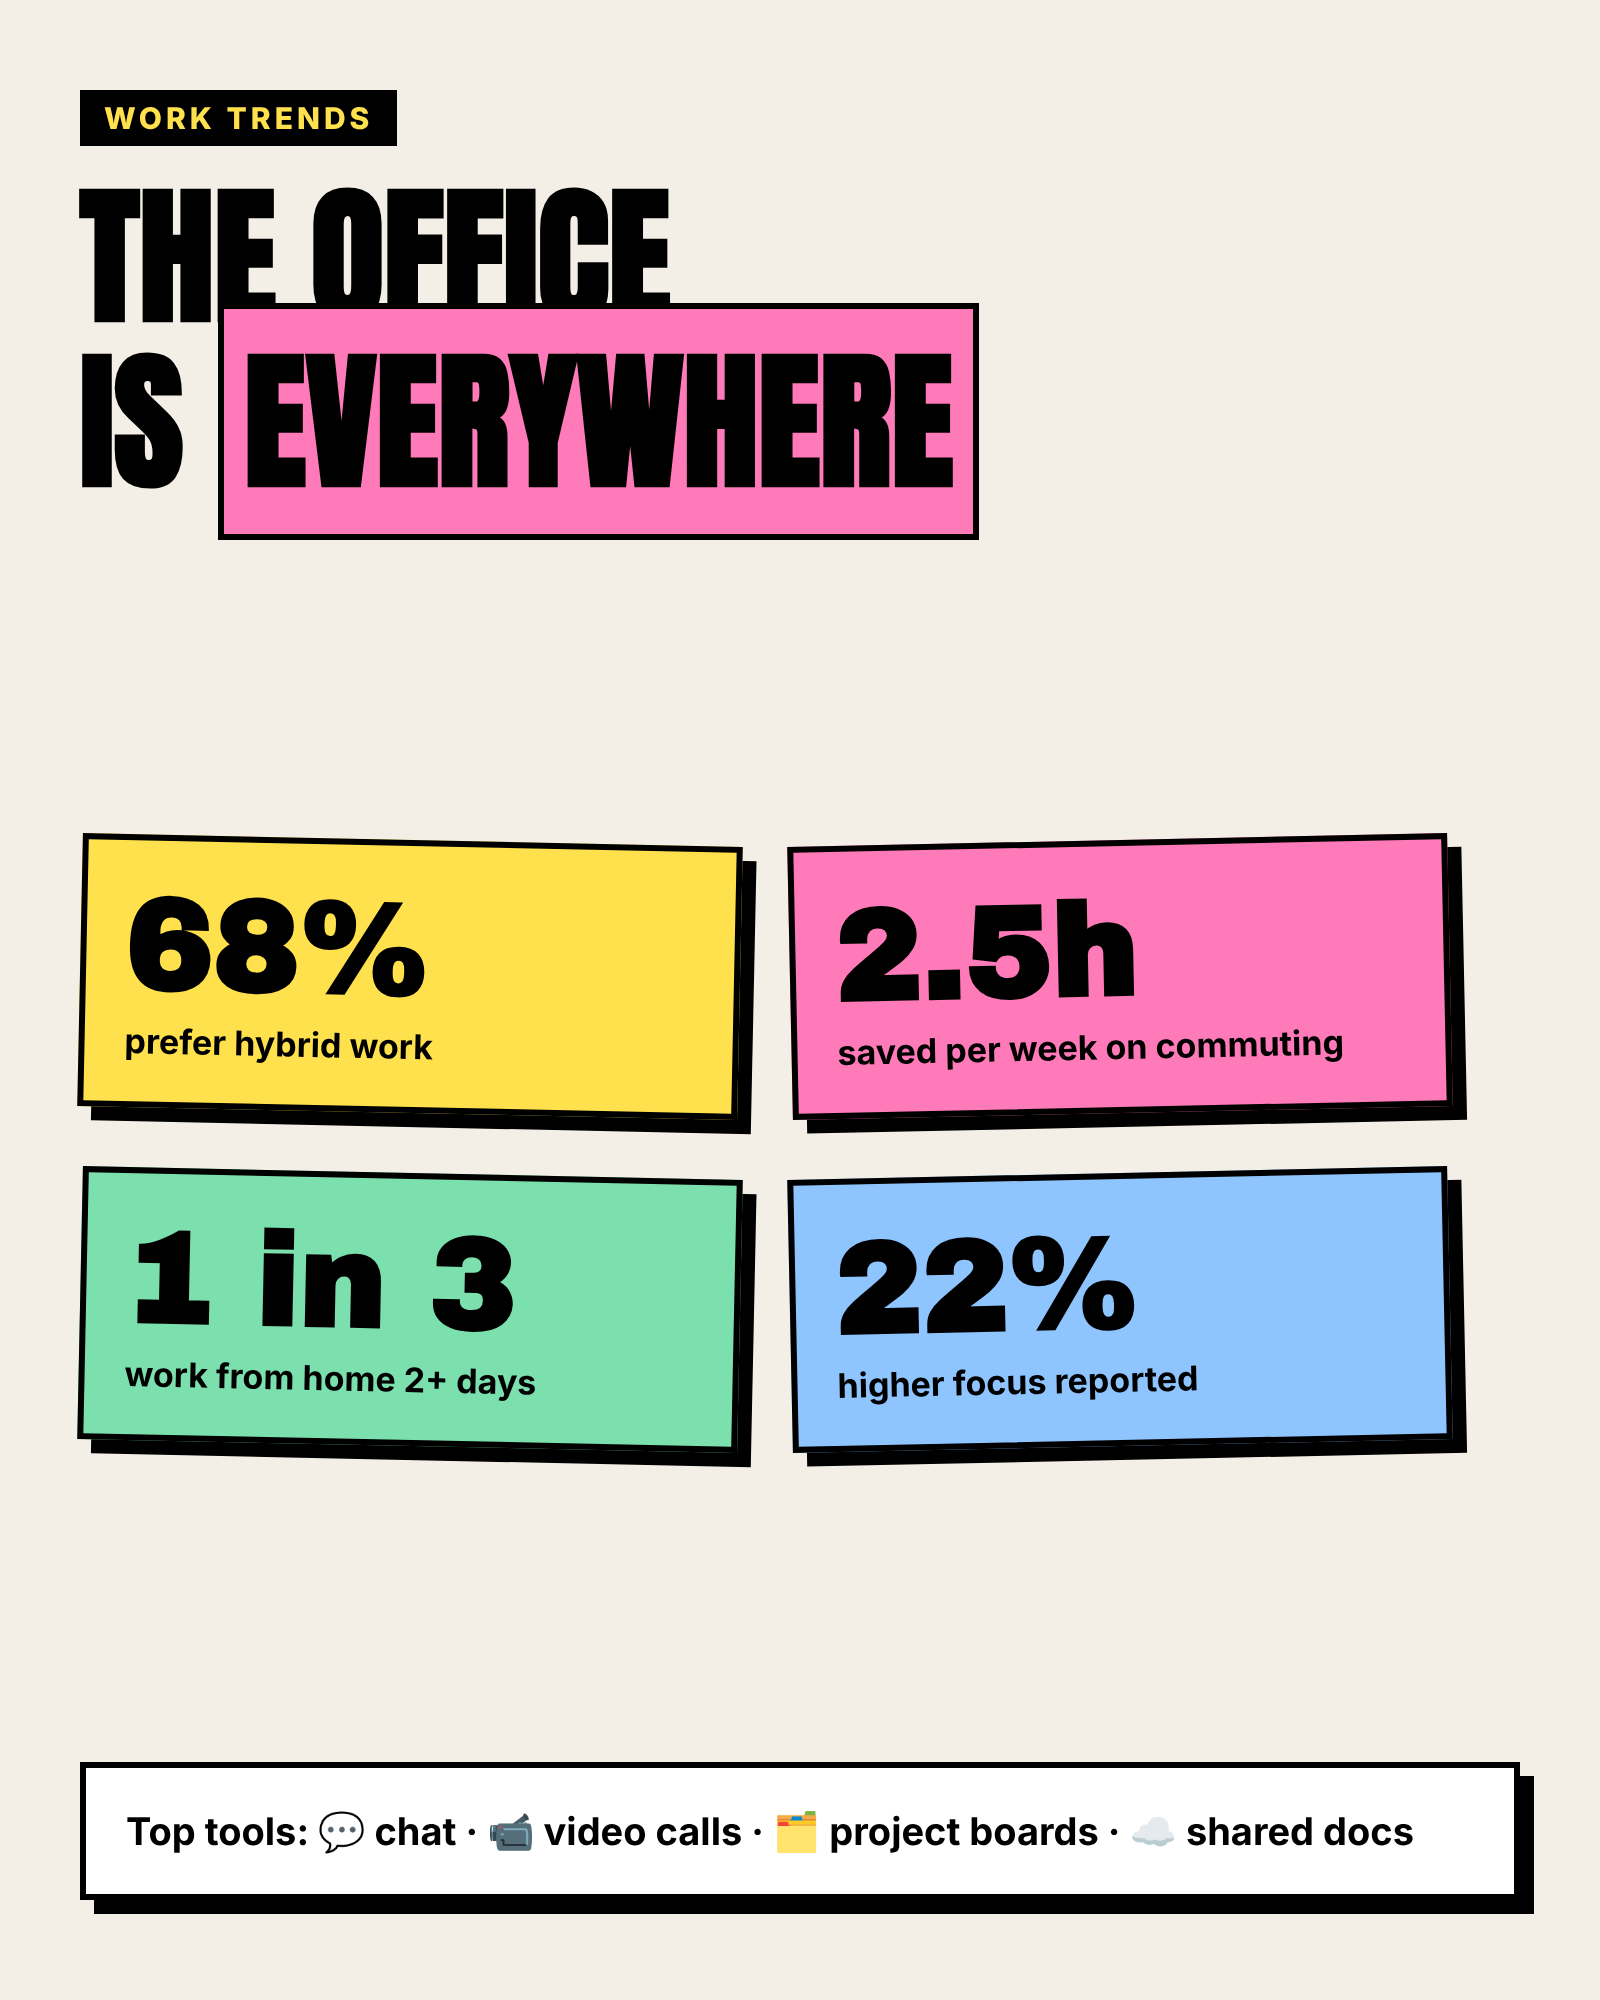 WORK TRENDS
THE OFFICE
IS EVERYWHERE
68%
prefer hybrid work
2.5h
saved per week on commuting
1 in 3
work from home 2+ days
22%
higher focus reported
Top tools: 💬 chat · 📹 video calls · 🗂️ project boards · ☁️ shared docs